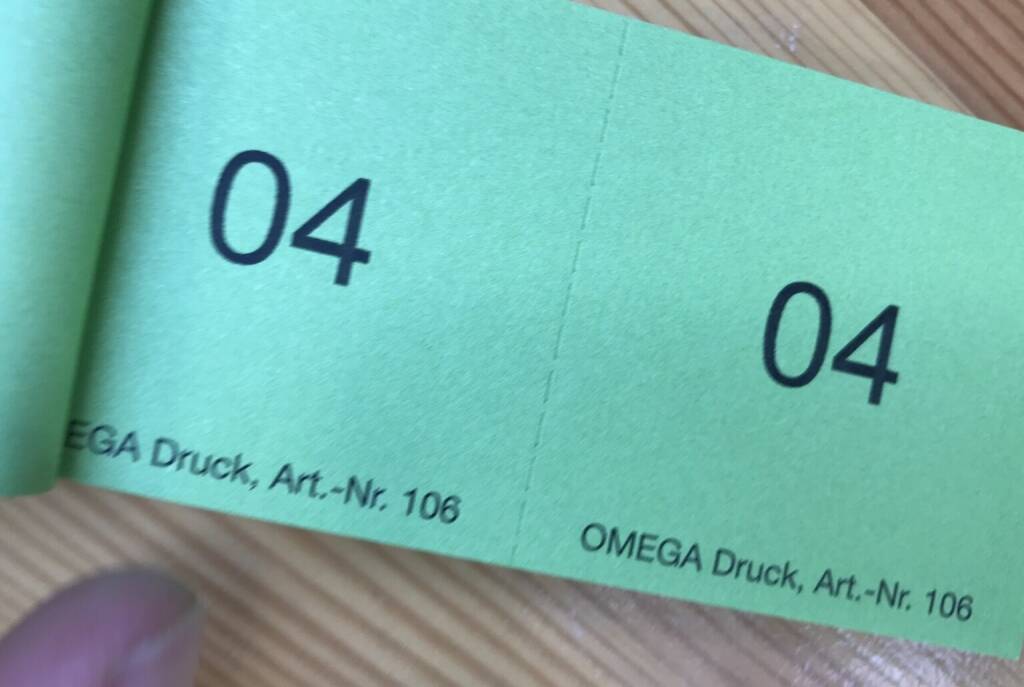 04
EGA Druck, Art.-Nr. 106
04
OMEGA Druck, Art.-Nr. 106